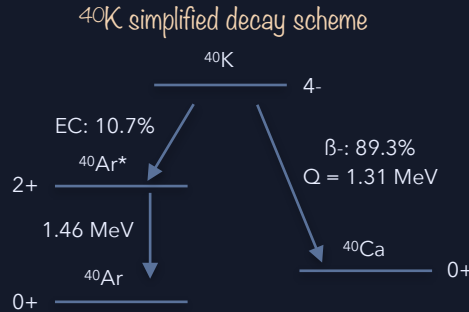 ⁴⁰K simplified decay scheme
⁴⁰K
4-
EC: 10.7%
ß-: 89.3%
Q = 1.31 MeV
⁴⁰Ar*
2+
1.46 MeV
⁴⁰Ca
0+
⁴⁰Ar
0+